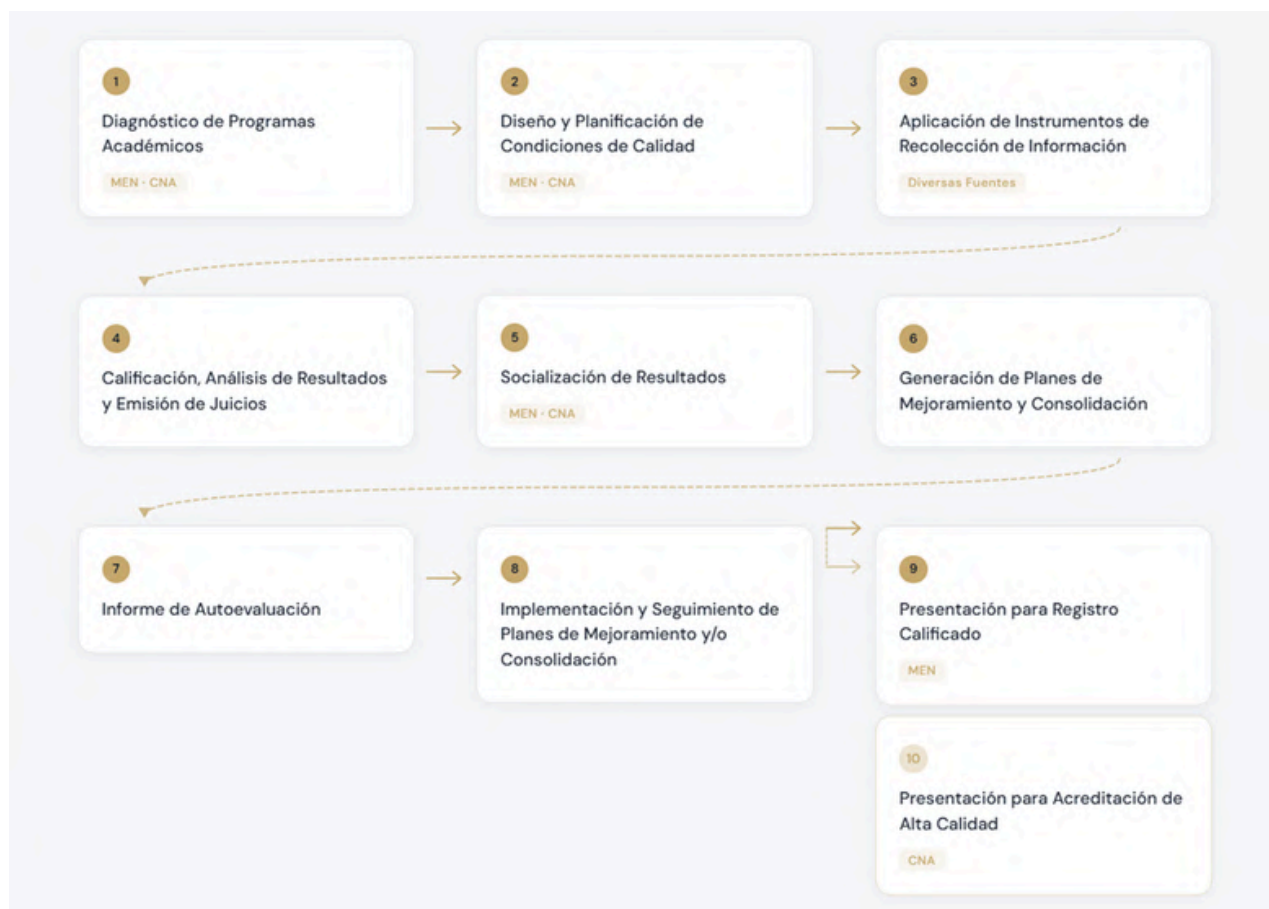 1
Diagnóstico de Programas
Académicos
MEN · CNA
2
Diseño y Planificación de
Condiciones de Calidad
MEN · CNA
3
Aplicación de Instrumentos de
Recolección de Información
Diversas Fuentes
4
Calificación, Análisis de Resultados
y Emisión de Juicios
5
Socialización de Resultados
MEN · CNA
6
Generación de Planes de
Mejoramiento y Consolidación
7
Informe de Autoevaluación
8
Implementación y Seguimiento de
Planes de Mejoramiento y/o
Consolidación
9
Presentación para Registro
Calificado
MEN
10
Presentación para Acreditación de
Alta Calidad
CNA